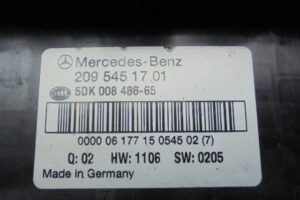 Mercedes-Benz
209 545 17 01
5DK 008 486-65
0000 06 177 15 0545 02 (7)
Q: 02 HW: 1106 SW: 0205
Made in Germany